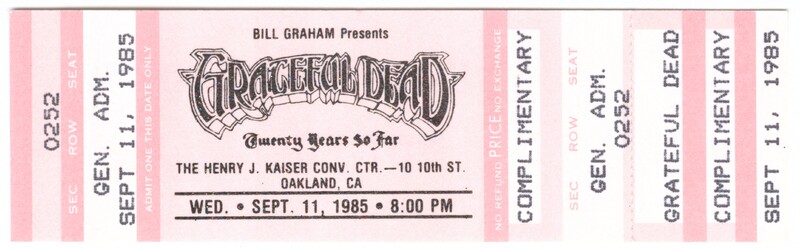 SEC ROW SEAT
0252
GEN. ADM.
SEPT 11, 1985
ADMIT ONE THIS DATE ONLY
BILL GRAHAM Presents
GRATEFUL DEAD
Twenty Years So Far
THE HENRY J. KAISER CONV. CTR.—10 10th ST.
OAKLAND, CA
WED. • SEPT. 11, 1985 • 8:00 PM
NO REFUND PRICE NO EXCHANGE
COMPLIMENTARY
SEC ROW SEAT
GEN. ADM.
0252
GRATEFUL DEAD
COMPLIMENTARY
SEPT 11, 1985